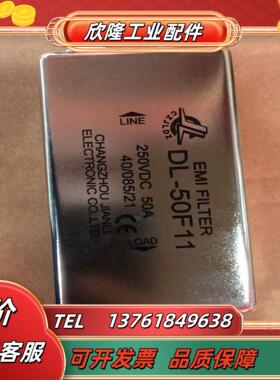 欣隆工业配件
EMI FILTER
DL-50F11
250VDC 50A
40/085/21
CHANGZHOU JIANLI
ELECTRONIC CO.,LTD
LINE
LOAD
价
客服
TEL 13761849638
可开发票 品质保障